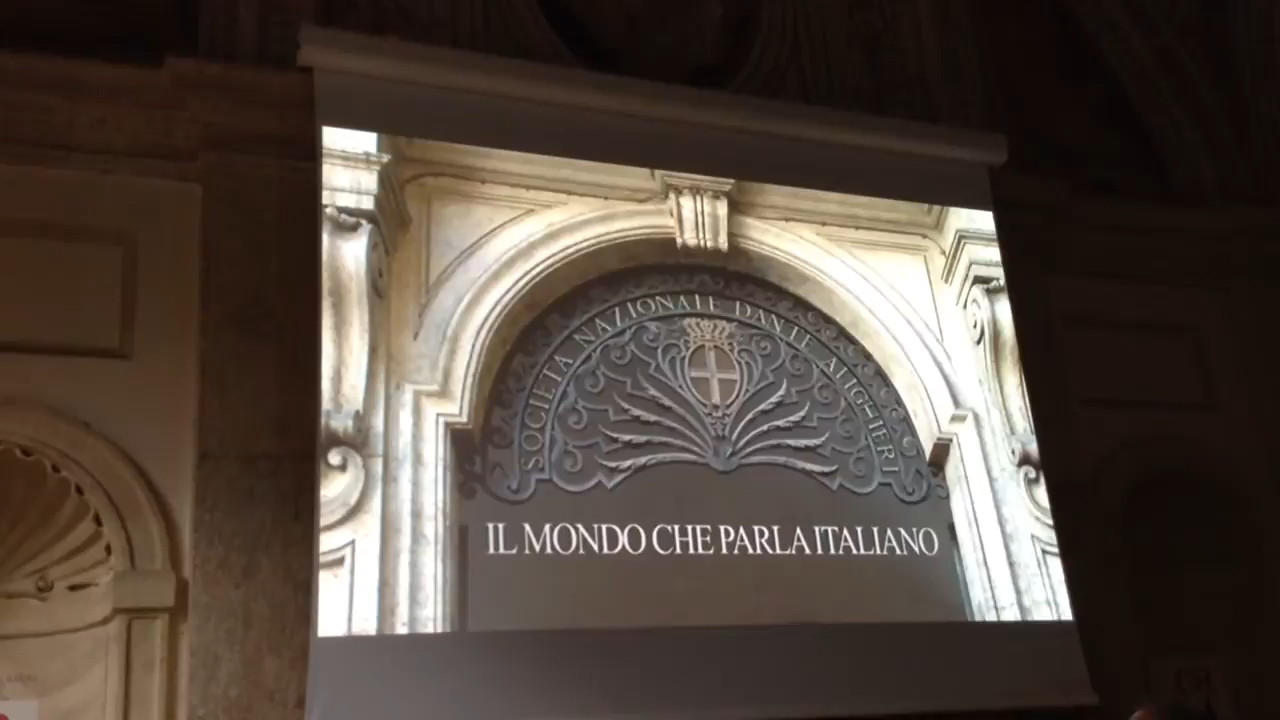 SOCIETÀ NAZIONALE DANTE ALIGHIERI
IL MONDO CHE PARLA ITALIANO